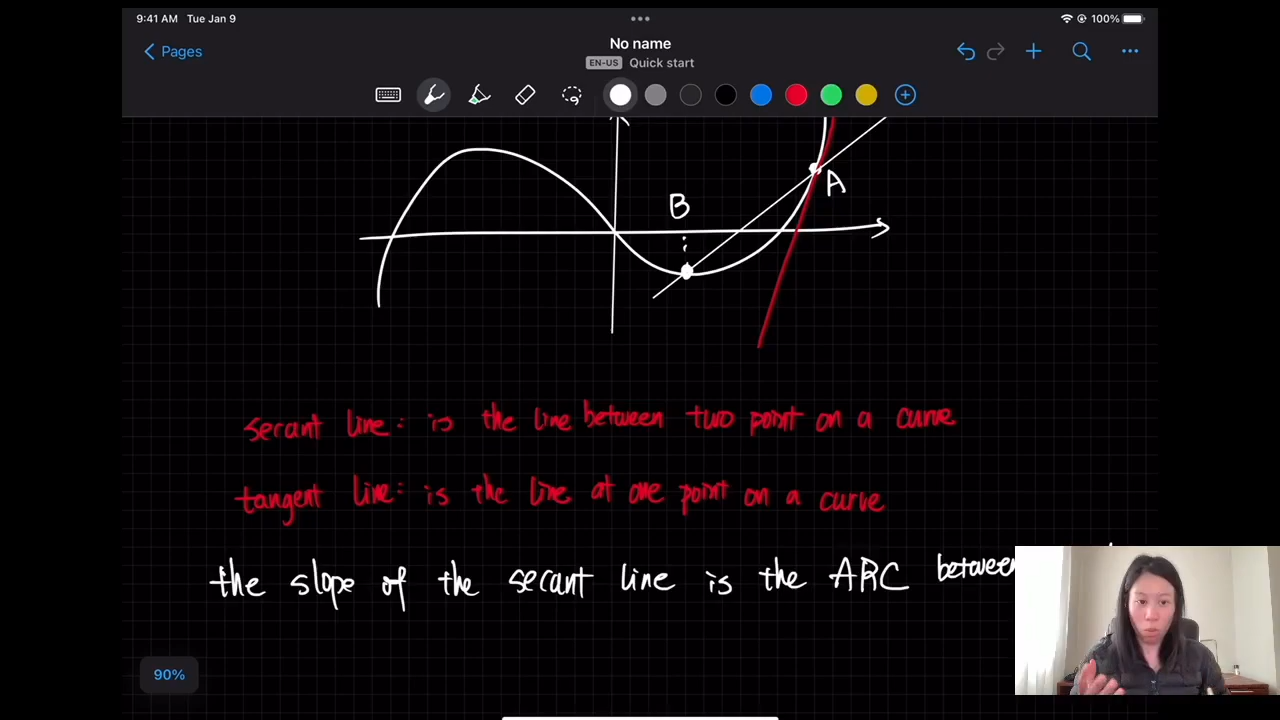 9:41 AM Tue Jan 9
100%
Pages
No name
EN-US Quick start
B
A
secant line: is the line between two point on a curve
tangent line: is the line at one point on a curve
the slope of the secant line is the ARC between
90%